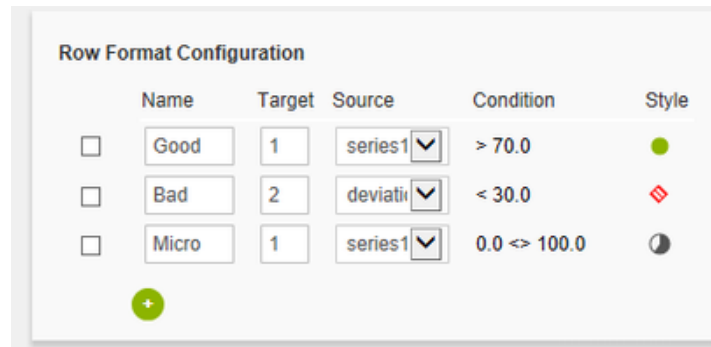 Row Format Configuration
Name Target Source Condition Style
Good 1 series1 > 70.0
Bad 2 deviati < 30.0
Micro 1 series1 0.0 <> 100.0